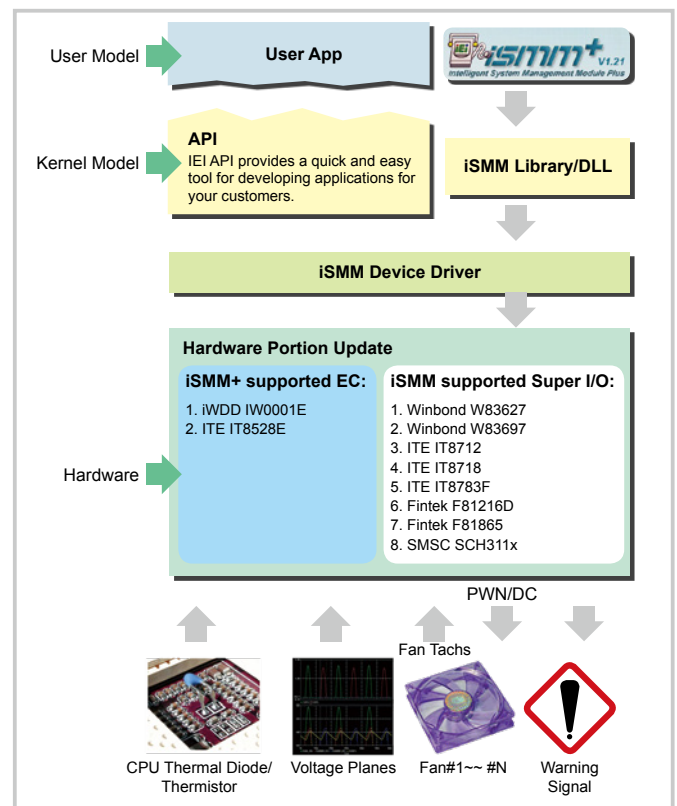 User Model
User App
iEi iSMM+ V1.21
Intelligent System Management Module Plus
Kernel Model
API
IEI API provides a quick and easy
tool for developing applications for
your customers.
iSMM Library/DLL
iSMM Device Driver
Hardware
Hardware Portion Update
iSMM+ supported EC:
1. iWDD IW0001E
2. ITE IT8528E
iSMM supported Super I/O:
1. Winbond W83627
2. Winbond W83697
3. ITE IT8712
4. ITE IT8718
5. ITE IT8783F
6. Fintek F81216D
7. Fintek F81865
8. SMSC SCH311x
PWN/DC
Fan Tachs
CPU Thermal Diode/
Thermistor
Voltage Planes
Fan#1~~ #N
Warning
Signal